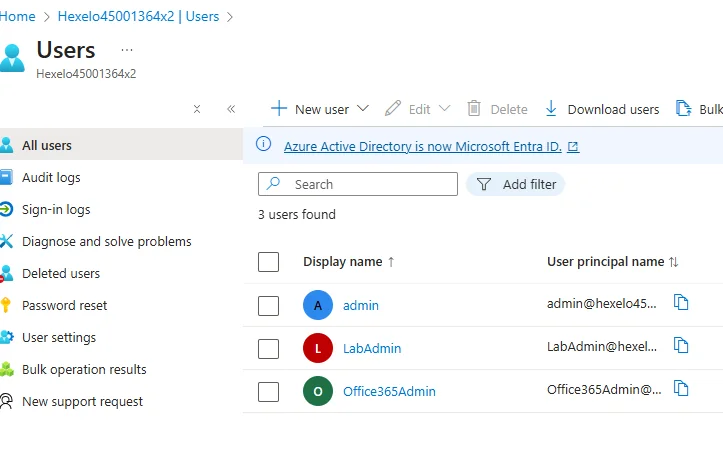 Home > Hexelo45001364x2 | Users >
Users ...
Hexelo45001364x2
New user Edit Delete Download users Bulk
All users
Audit logs
Sign-in logs
Diagnose and solve problems
Deleted users
Password reset
User settings
Bulk operation results
New support request
Azure Active Directory is now Microsoft Entra ID.
Search
Add filter
3 users found
Display name ↑ User principal name ↑↓
A admin admin@hexelo45...
L LabAdmin LabAdmin@hexel...
O Office365Admin Office365Admin@...